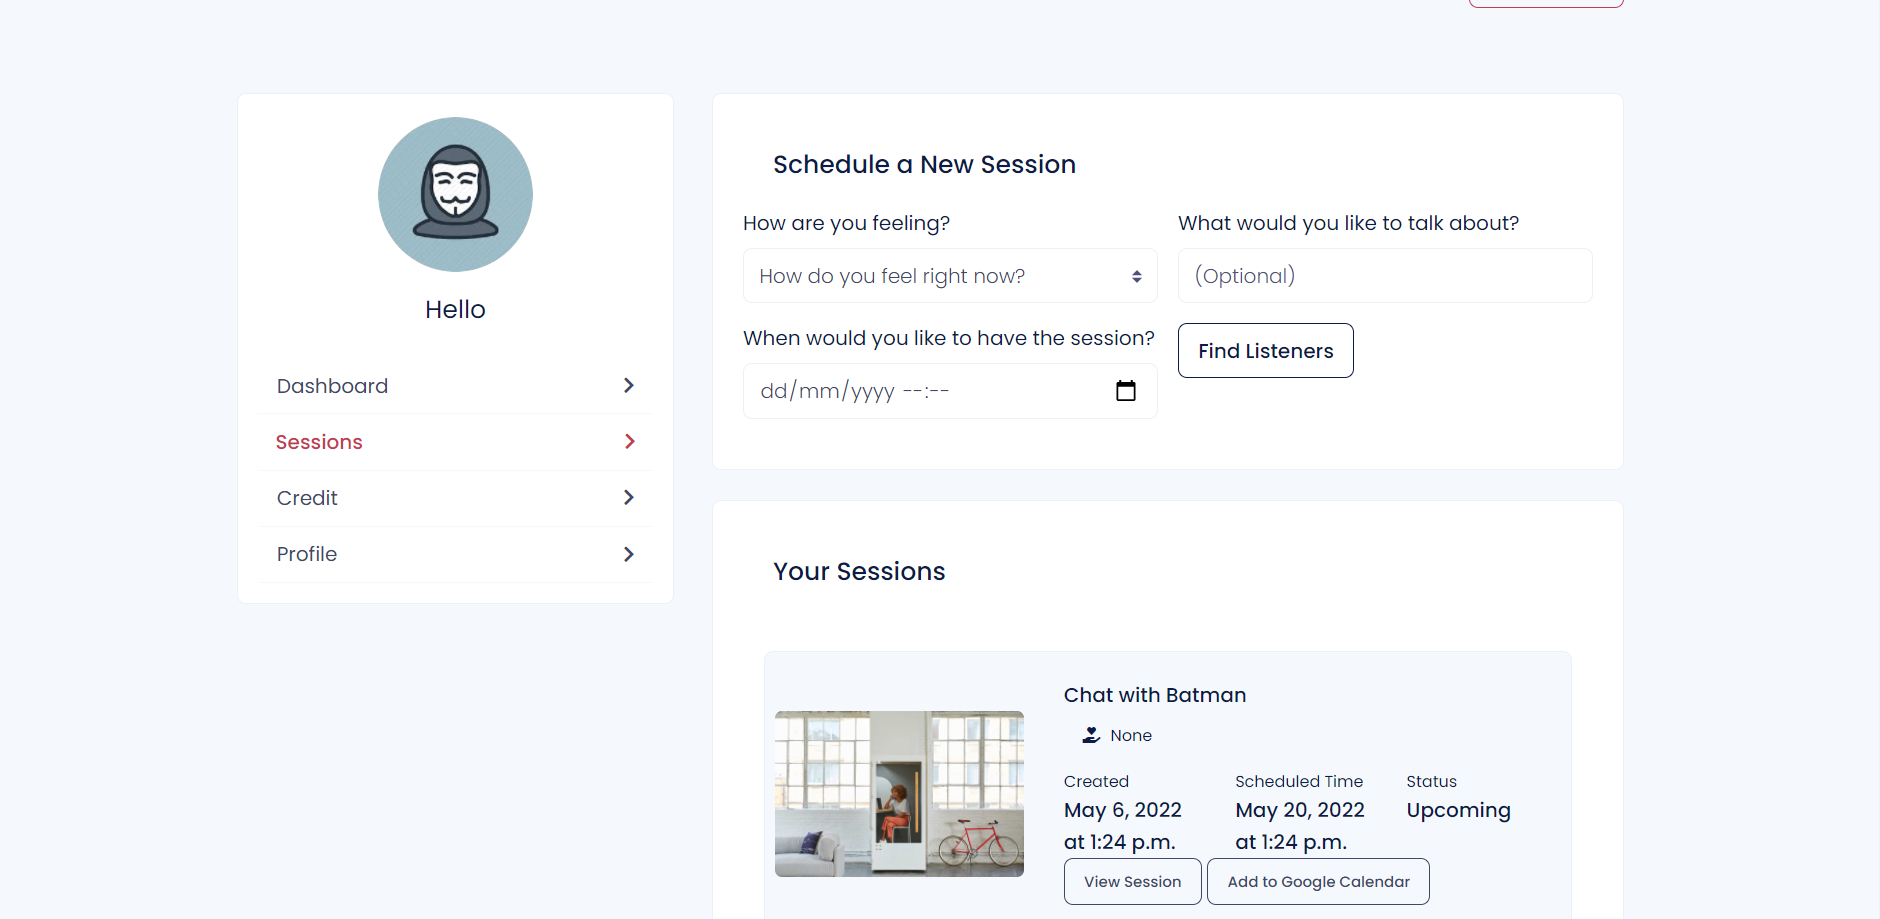 Hello
Dashboard
Sessions
Credit
Profile
Schedule a New Session
How are you feeling?
How do you feel right now?
What would you like to talk about?
(Optional)
When would you like to have the session?
dd/mm/yyyy --:--
Find Listeners
Your Sessions
Chat with Batman
None
Created
May 6, 2022
at 1:24 p.m.
Scheduled Time
May 20, 2022
at 1:24 p.m.
Status
Upcoming
View Session
Add to Google Calendar